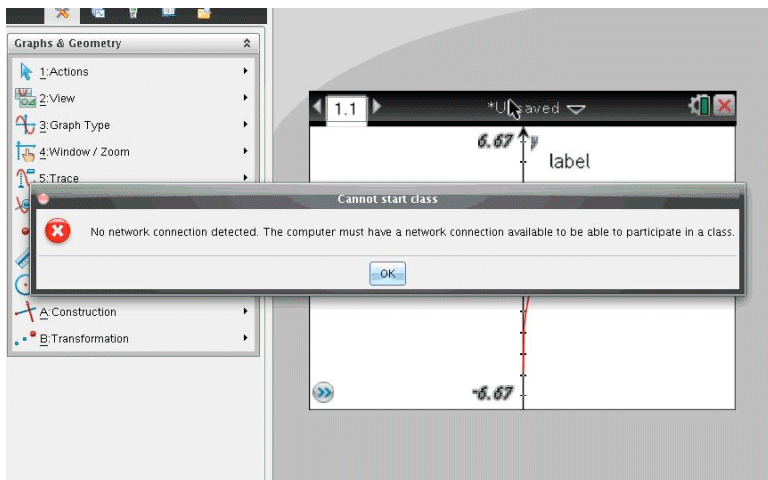 Graphs & Geometry
1:Actions
2:View
3:Graph Type
4:Window / Zoom
5:Trace
1.1
*Unsaved
6.67
y
label
Cannot start class
No network connection detected. The computer must have a network connection available to be able to participate in a class.
OK
A:Construction
B:Transformation
-6.67